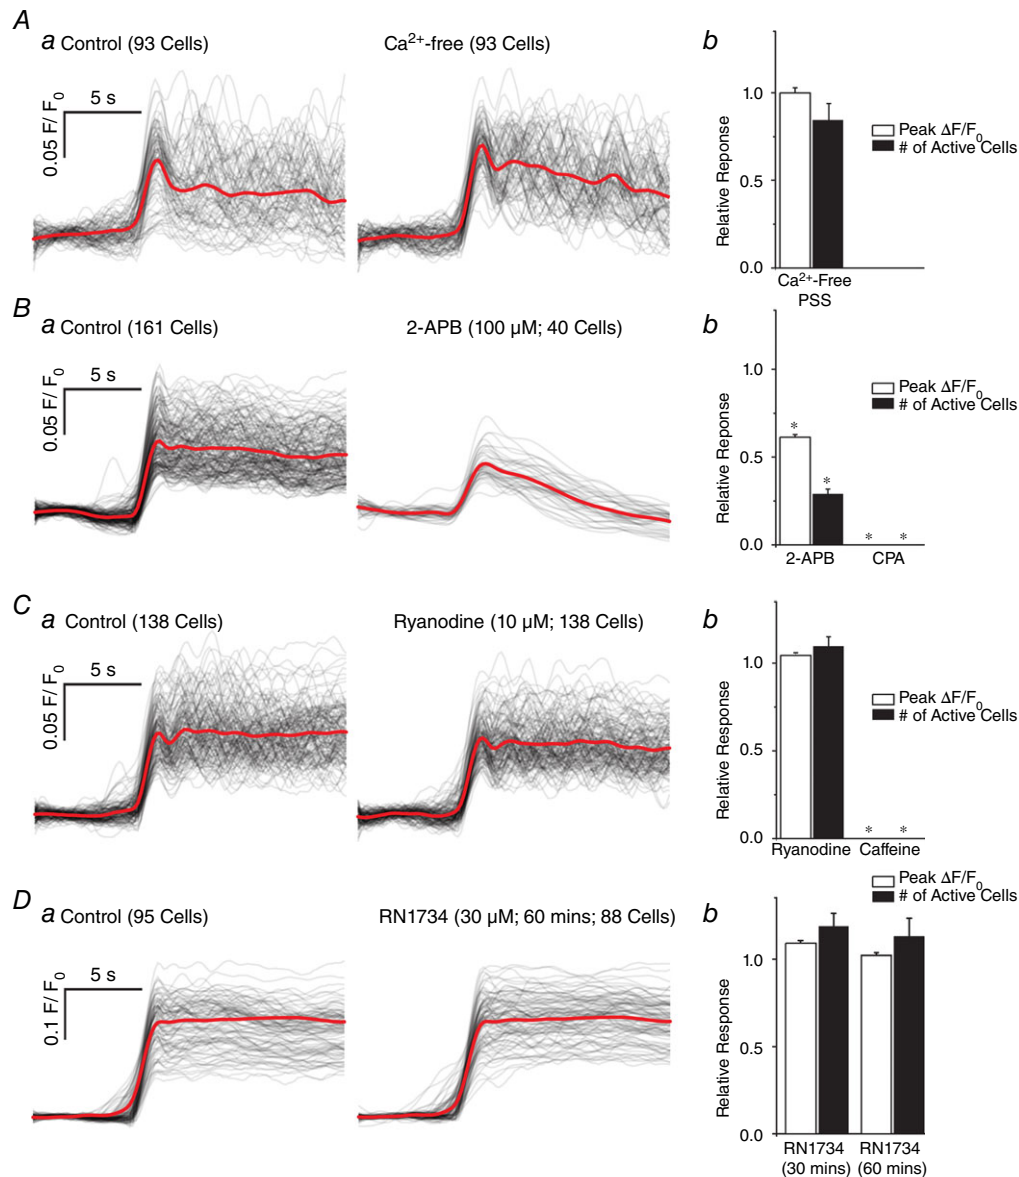 A
a Control (93 Cells)
Ca²⁺-free (93 Cells)
b
5 s
0.05 F/ F₀
1.0
0.5
0.0
Relative Reponse
Peak ΔF/F₀
# of Active Cells
Ca²⁺-Free
PSS
B
a Control (161 Cells)
2-APB (100 µM; 40 Cells)
b
5 s
0.05 F/ F₀
1.0
0.5
0.0
Relative Reponse
Peak ΔF/F₀
# of Active Cells
* * * *
2-APB CPA
C
a Control (138 Cells)
Ryanodine (10 µM; 138 Cells)
b
5 s
0.05 F/ F₀
1.0
0.5
0.0
Relative Response
Peak ΔF/F₀
# of Active Cells
* *
Ryanodine Caffeine
D
a Control (95 Cells)
RN1734 (30 µM; 60 mins; 88 Cells)
b
5 s
0.1 F/ F₀
Peak ΔF/F₀
# of Active Cells
1.0
0.5
0.0
Relative Response
RN1734 RN1734
(30 mins) (60 mins)